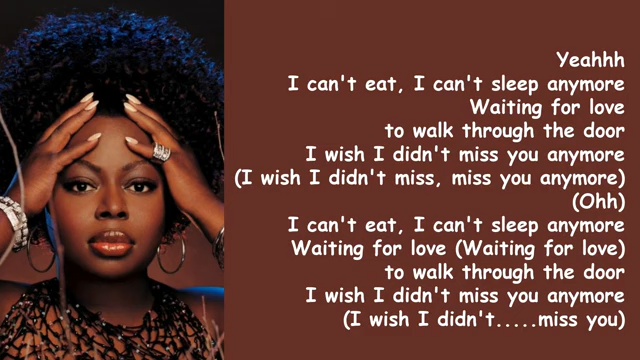 Yeahhh
I can't eat, I can't sleep anymore
Waiting for love
to walk through the door
I wish I didn't miss you anymore
(I wish I didn't miss, miss you anymore)
(Ohh)
I can't eat, I can't sleep anymore
Waiting for love (Waiting for love)
to walk through the door
I wish I didn't miss you anymore
(I wish I didn't.....miss you)